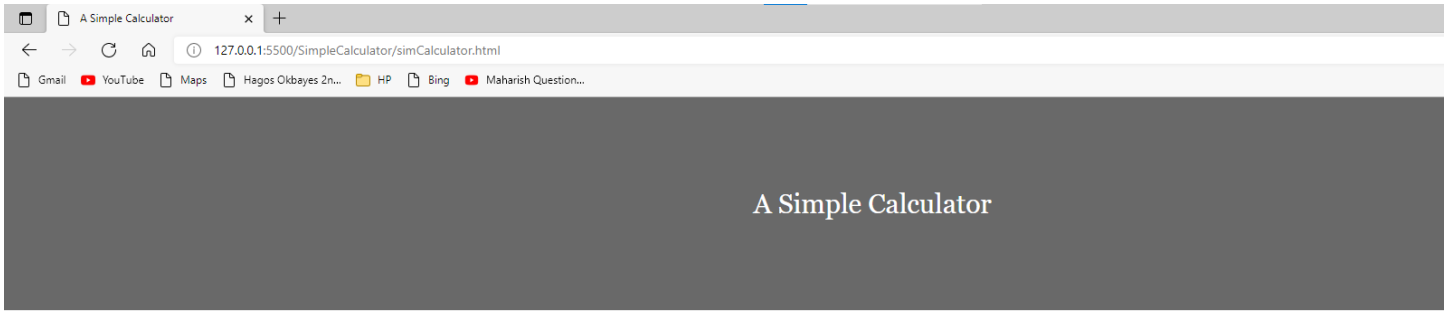 A Simple Calculator
127.0.0.1:5500/SimpleCalculator/simCalculator.html
Gmail YouTube Maps Hagos Okbayes 2n... HP Bing Maharish Question...
A Simple Calculator